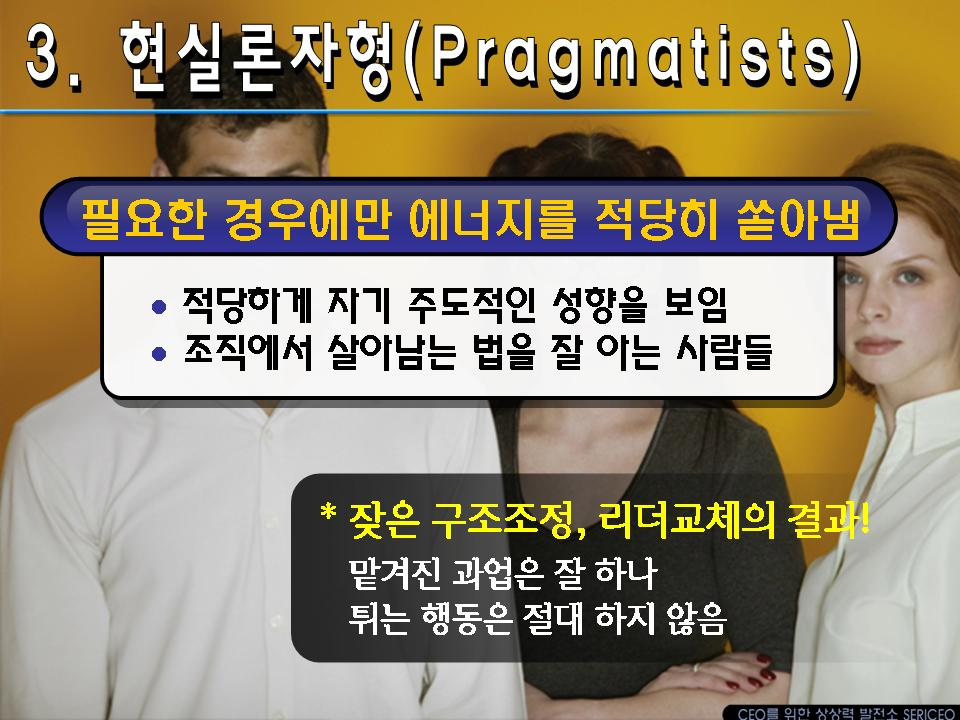 3. 현실론자형(Pragmatists)
필요한 경우에만 에너지를 적당히 쏟아냄
• 적당하게 자기 주도적인 성향을 보임
• 조직에서 살아남는 법을 잘 아는 사람들
* 잦은 구조조정, 리더교체의 결과!
맡겨진 과업은 잘 하나
튀는 행동은 절대 하지 않음
CEO를 위한 상상력 발전소 SERICEO